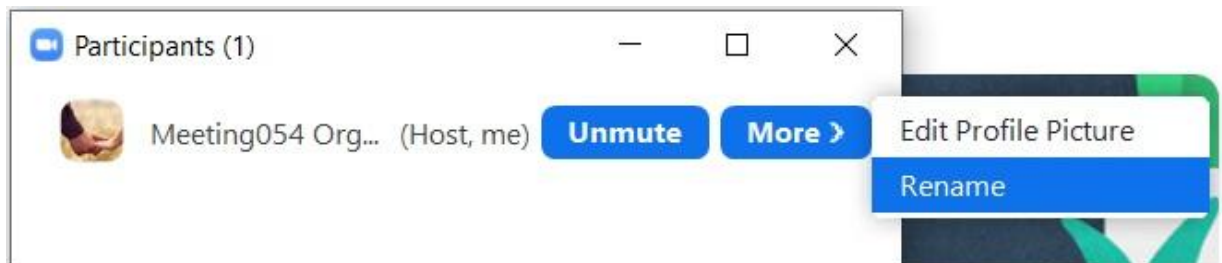 Participants (1)
Meeting054 Org... (Host, me) Unmute More >
Edit Profile Picture
Rename